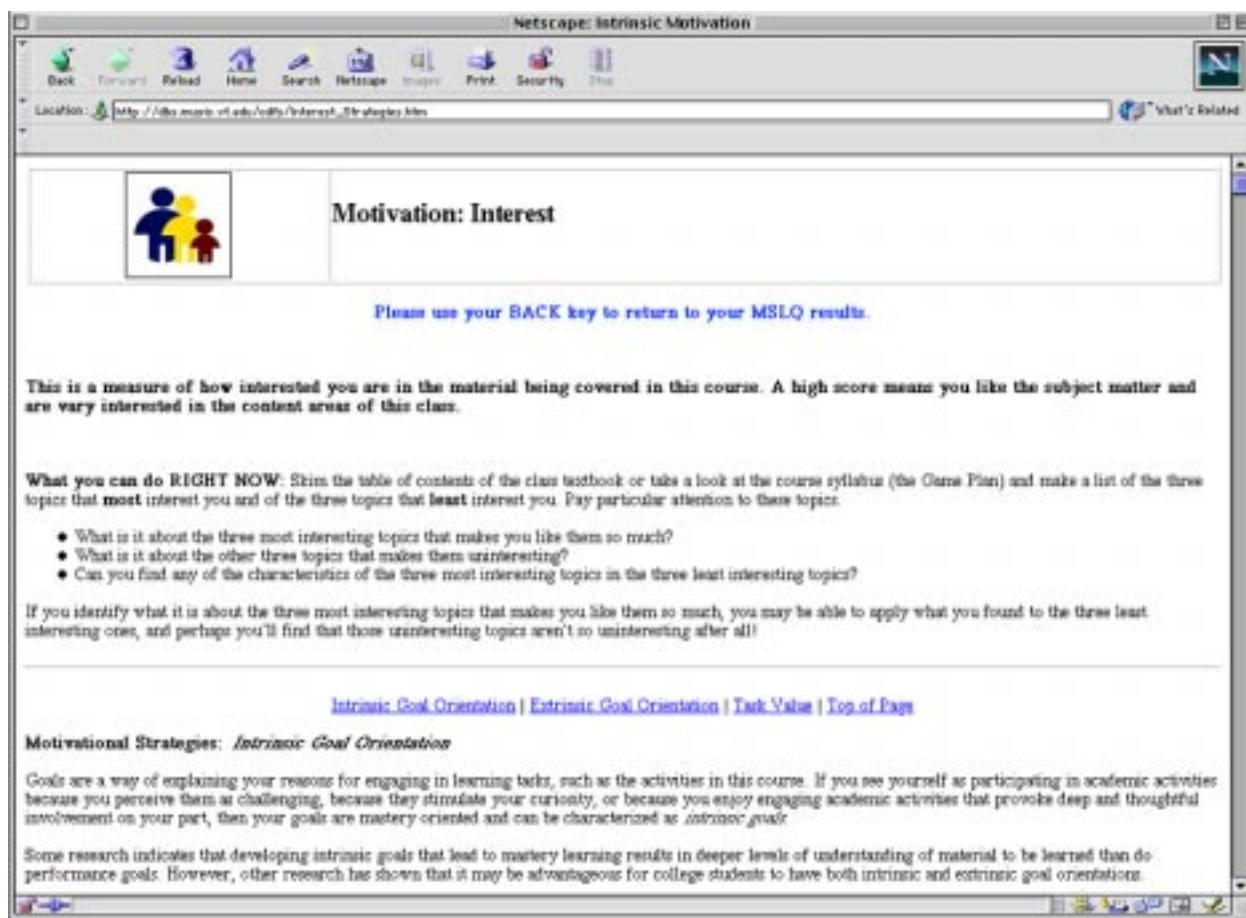 Netscape: Intrinsic Motivation
Back Forward Reload Home Search Netscape Images Print Security Stop
Location: What's Related
Motivation: Interest
Please use your BACK key to return to your MSLQ results.
This is a measure of how interested you are in the material being covered in this course. A high score means you like the subject matter and
are vary interested in the content areas of this class.
What you can do RIGHT NOW: Skim the table of contents of the class textbook or take a look at the course syllabus (the Game Plan) and make a list of the three
topics that most interest you and of the three topics that least interest you. Pay particular attention to these topics.
• What is it about the three most interesting topics that makes you like them so much?
• What is it about the other three topics that makes them uninteresting?
• Can you find any of the characteristics of the three most interesting topics in the three least interesting topics?
If you identify what it is about the three most interesting topics that makes you like them so much, you may be able to apply what you found to the three least
interesting ones, and perhaps you'll find that those uninteresting topics aren't so uninteresting after all!
Intrinsic Goal Orientation | Extrinsic Goal Orientation | Task Value | Top of Page
Motivational Strategies: Intrinsic Goal Orientation
Goals are a way of explaining your reasons for engaging in learning tasks, such as the activities in this course. If you see yourself as participating in academic activities
because you perceive them as challenging, because they stimulate your curiosity, or because you enjoy engaging academic activities that provoke deep and thoughtful
involvement on your part, then your goals are mastery oriented and can be characterized as intrinsic goals
Some research indicates that developing intrinsic goals that lead to mastery learning results in deeper levels of understanding of material to be learned than do
performance goals. However, other research has shown that it may be advantageous for college students to have both intrinsic and extrinsic goal orientations.